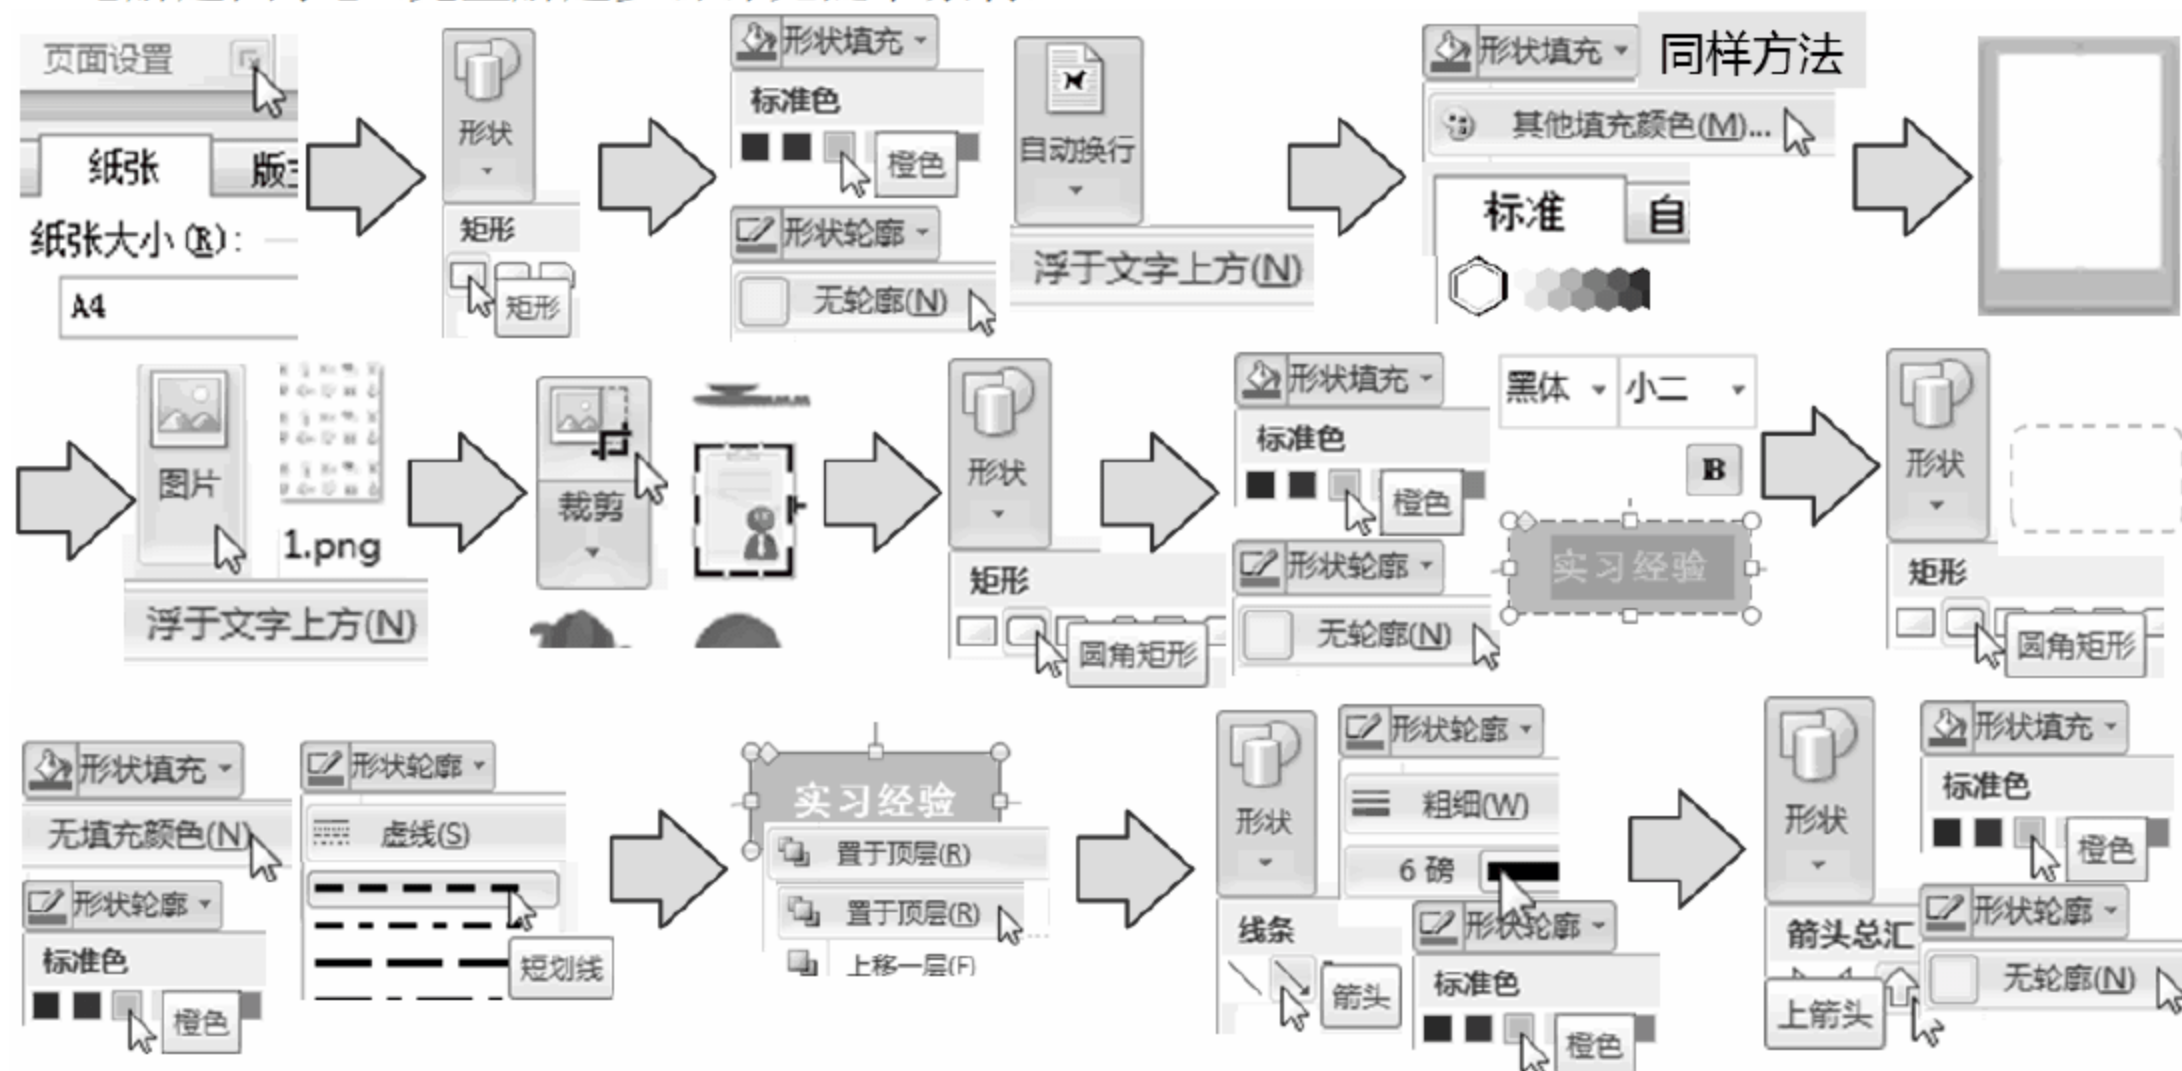 页面设置
纸张
纸张大小(R):
A4
形状
矩形
矩形
形状填充
标准色
橙色
形状轮廓
无轮廓(N)
自动换行
浮于文字上方(N)
形状填充
同样方法
其他填充颜色(M)...
标准
自
图片
1.png
浮于文字上方(N)
裁剪
形状
矩形
圆角矩形
形状填充
标准色
橙色
形状轮廓
无轮廓(N)
黑体
小二
B
实习经验
形状
矩形
圆角矩形
形状填充
无填充颜色(N)
形状轮廓
标准色
橙色
形状轮廓
虚线(S)
短划线
实习经验
置于顶层(R)
置于顶层(R)
上移一层(F)
形状
线条
箭头
形状轮廓
粗细(W)
6 磅
形状轮廓
标准色
橙色
形状
箭头总汇
上箭头
形状填充
标准色
橙色
形状轮廓
无轮廓(N)